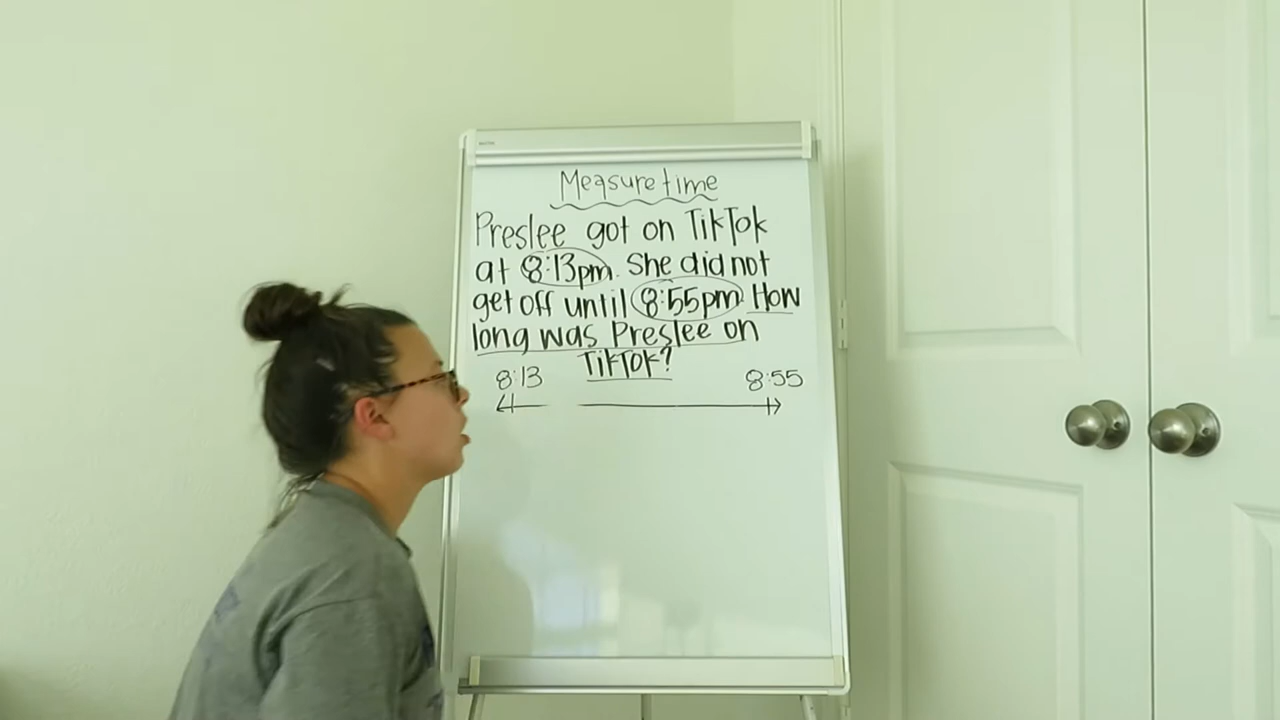 Measure time
Preslee got on TikTok
at 8:13pm. She did not
get off until 8:55pm. How
long was Preslee on
TikTok?
8:13 8:55